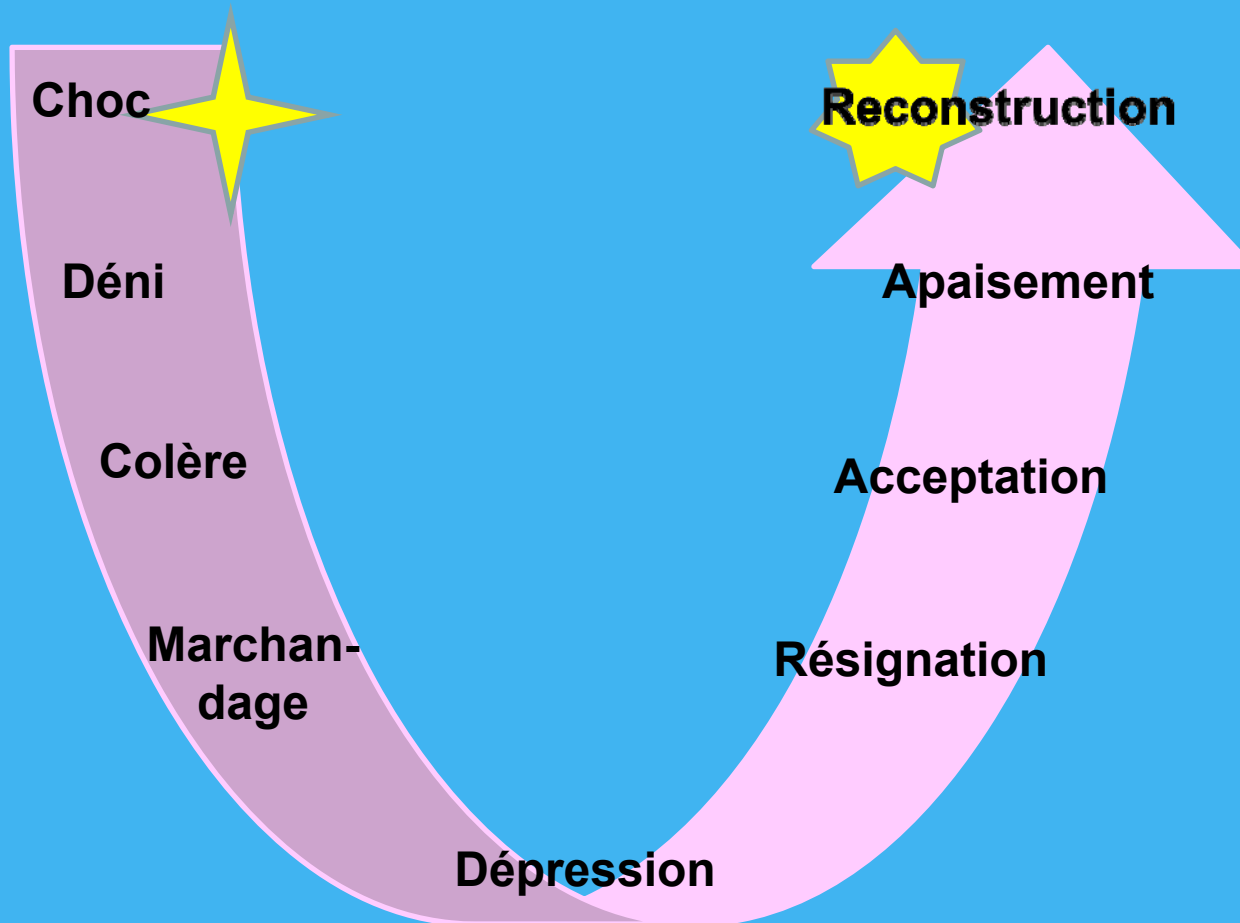 Choc
Déni
Colère
Marchan-
dage
Dépression
Résignation
Acceptation
Apaisement
Reconstruction